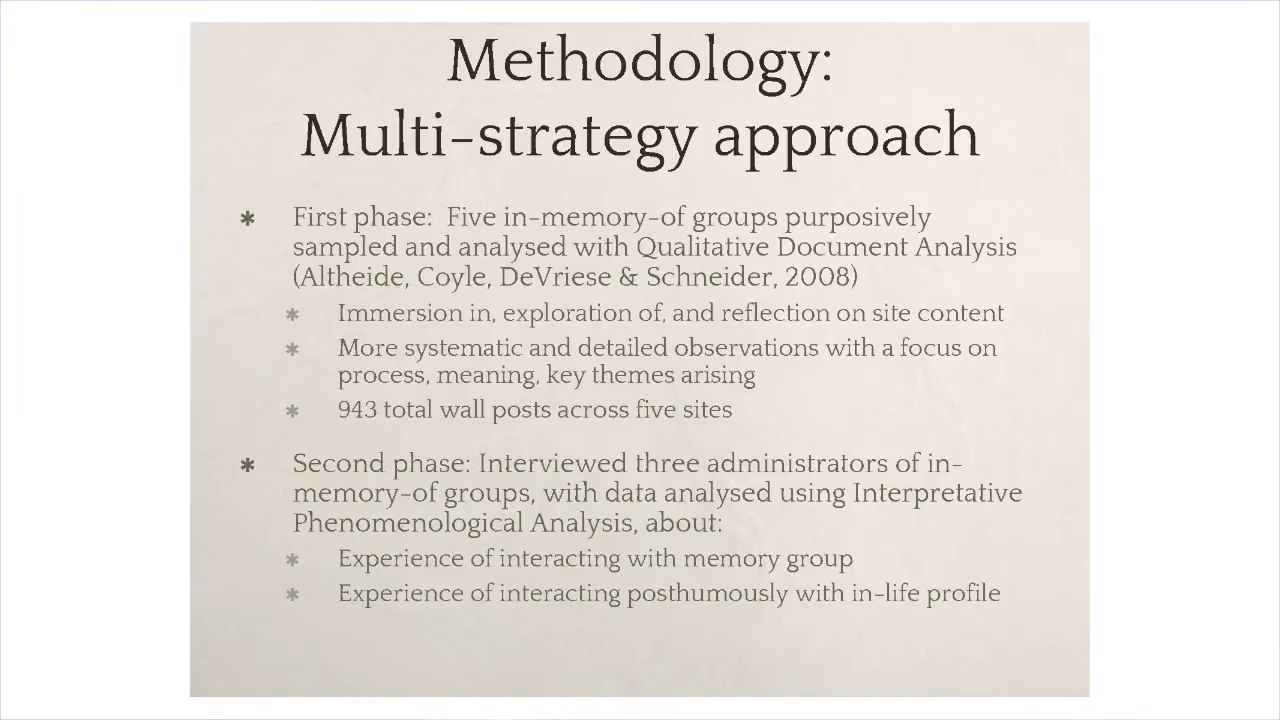 Methodology:
Multi-strategy approach
✱ First phase:  Five in-memory-of groups purposively
sampled and analysed with Qualitative Document Analysis
(Altheide, Coyle, DeVriese & Schneider, 2008)
✱ Immersion in, exploration of, and reflection on site content
✱ More systematic and detailed observations with a focus on
process, meaning, key themes arising
✱ 943 total wall posts across five sites
✱ Second phase: Interviewed three administrators of in-
memory-of groups, with data analysed using Interpretative
Phenomenological Analysis, about:
✱ Experience of interacting with memory group
✱ Experience of interacting posthumously with in-life profile